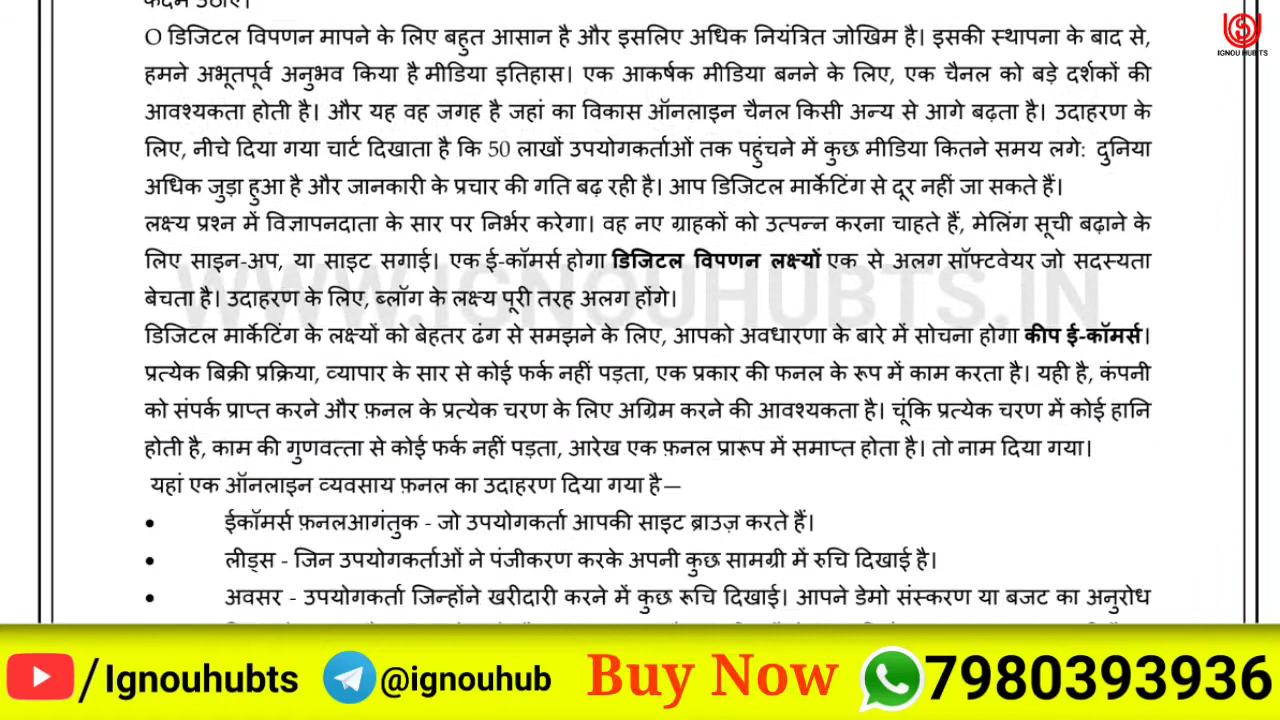 O डिजिटल विपणन मापने के लिए बहुत आसान है और इसलिए अधिक नियंत्रित जोखिम है। इसकी स्थापना के बाद से,
हमने अभूतपूर्व अनुभव किया है मीडिया इतिहास। एक आकर्षक मीडिया बनने के लिए, एक चैनल को बड़े दर्शकों की
आवश्यकता होती है। और यह वह जगह है जहां का विकास ऑनलाइन चैनल किसी अन्य से आगे बढ़ता है। उदाहरण के
लिए, नीचे दिया गया चार्ट दिखाता है कि 50 लाखों उपयोगकर्ताओं तक पहुंचने में कुछ मीडिया कितने समय लगे: दुनिया
अधिक जुड़ा हुआ है और जानकारी के प्रचार की गति बढ़ रही है। आप डिजिटल मार्केटिंग से दूर नहीं जा सकते हैं।
लक्ष्य प्रश्न में विज्ञापनदाता के सार पर निर्भर करेगा। वह नए ग्राहकों को उत्पन्न करना चाहते हैं, मेलिंग सूची बढ़ाने के
लिए साइन-अप, या साइट सगाई। एक ई-कॉमर्स होगा डिजिटल विपणन लक्ष्यों एक से अलग सॉफ्टवेयर जो सदस्यता
बेचता है। उदाहरण के लिए, ब्लॉग के लक्ष्य पूरी तरह अलग होंगे।
डिजिटल मार्केटिंग के लक्ष्यों को बेहतर ढंग से समझने के लिए, आपको अवधारणा के बारे में सोचना होगा कीप ई-कॉमर्स।
प्रत्येक बिक्री प्रक्रिया, व्यापार के सार से कोई फर्क नहीं पड़ता, एक प्रकार की फनल के रूप में काम करता है। यही है, कंपनी
को संपर्क प्राप्त करने और फ़नल के प्रत्येक चरण के लिए अग्रिम करने की आवश्यकता है। चूंकि प्रत्येक चरण में कोई हानि
होती है, काम की गुणवत्ता से कोई फर्क नहीं पड़ता, आरेख एक फ़नल प्रारूप में समाप्त होता है। तो नाम दिया गया।
यहां एक ऑनलाइन व्यवसाय फ़नल का उदाहरण दिया गया है—
• ईकॉमर्स फ़नलआगंतुक - जो उपयोगकर्ता आपकी साइट ब्राउज़ करते हैं।
• लीड्स - जिन उपयोगकर्ताओं ने पंजीकरण करके अपनी कुछ सामग्री में रुचि दिखाई है।
• अवसर - उपयोगकर्ता जिन्होंने खरीदारी करने में कुछ रूचि दिखाई। आपने डेमो संस्करण या बजट का अनुरोध
WWW.IGNOUHUBTS.IN
IGNOU HUBTS
/Ignouhubts @ignouhub Buy Now 7980393936